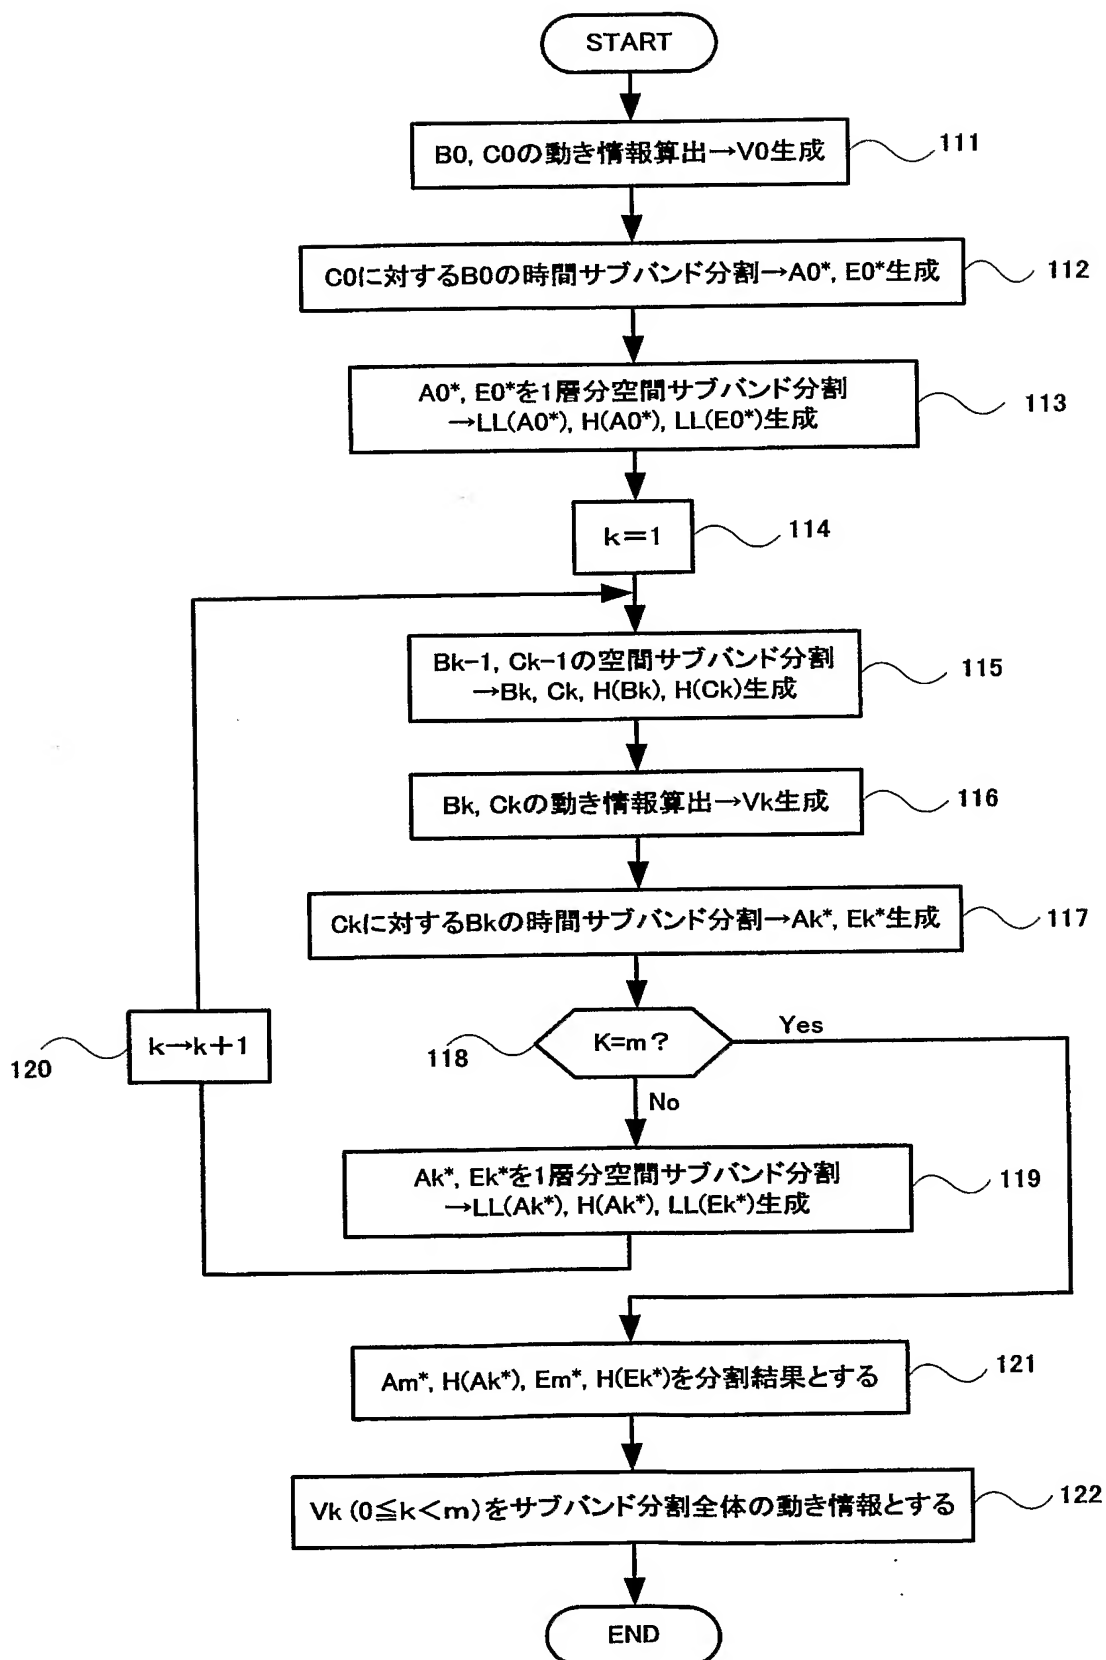 START
B0, C0の動き情報算出→V0生成
111
C0に対するB0の時間サブバンド分割→A0*, E0*生成
112
A0*, E0*を1層分空間サブバンド分割
→LL(A0*), H(A0*), LL(E0*)生成
113
k=1
114
Bk-1, Ck-1の空間サブバンド分割
→Bk, Ck, H(Bk), H(Ck)生成
115
Bk, Ckの動き情報算出→Vk生成
116
Ckに対するBkの時間サブバンド分割→Ak*, Ek*生成
117
K=m?
118
Yes
No
k→k+1
120
Ak*, Ek*を1層分空間サブバンド分割
→LL(Ak*), H(Ak*), LL(Ek*)生成
119
Am*, H(Ak*), Em*, H(Ek*)を分割結果とする
121
Vk (0≦k<m)をサブバンド分割全体の動き情報とする
122
END